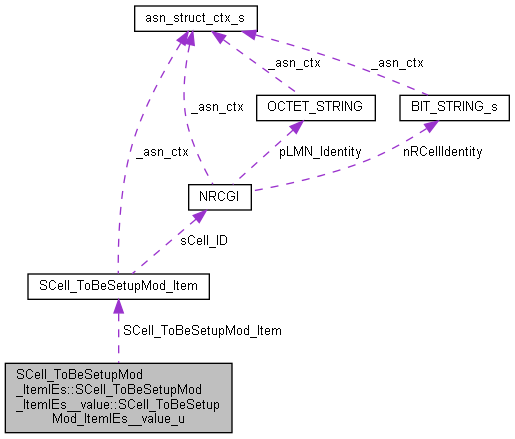 asn_struct_ctx_s
_asn_ctx
_asn_ctx
OCTET_STRING
BIT_STRING_s
_asn_ctx
_asn_ctx
pLMN_Identity
nRCellIdentity
NRCGI
sCell_ID
SCell_ToBeSetupMod_Item
SCell_ToBeSetupMod_Item
SCell_ToBeSetupMod
_ItemIEs::SCell_ToBeSetupMod
_ItemIEs__value::SCell_ToBeSetup
Mod_ItemIEs__value_u